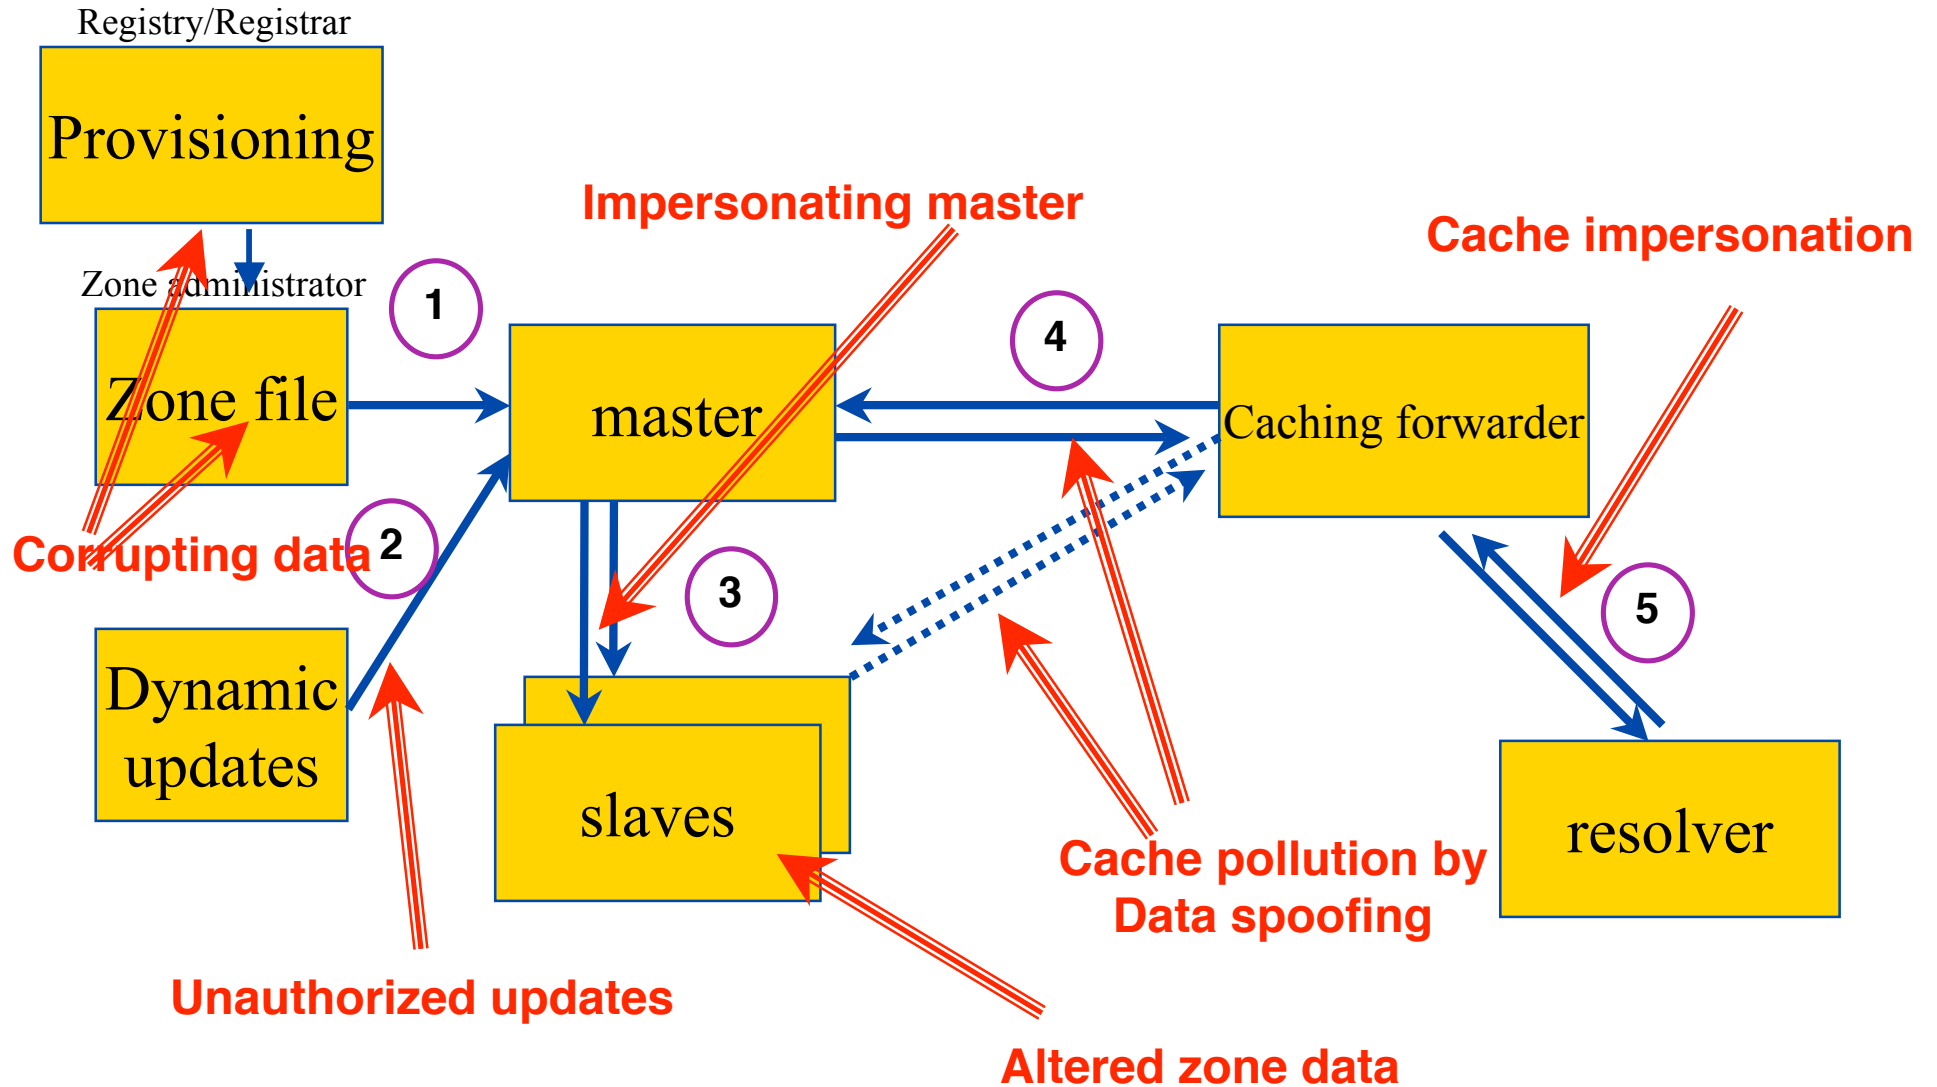 Registry/Registrar
Provisioning
Impersonating master
Cache impersonation
Zone administrator
1
4
Zone file
master
Caching forwarder
Corrupting data
2
3
5
Dynamic
updates
slaves
resolver
Cache pollution by
Data spoofing
Unauthorized updates
Altered zone data